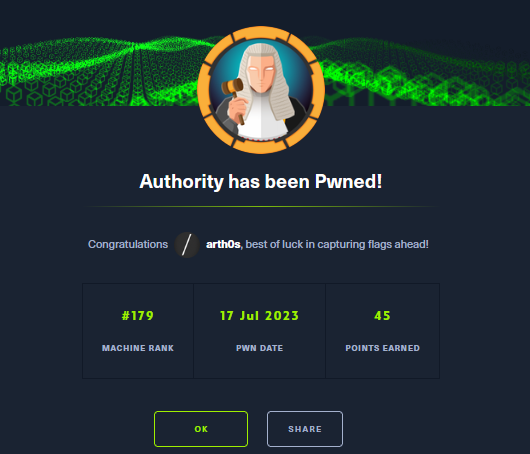 Authority has been Pwned!
Congratulations arth0s, best of luck in capturing flags ahead!
#179 17 Jul 2023 45
MACHINE RANK PWN DATE POINTS EARNED
OK SHARE